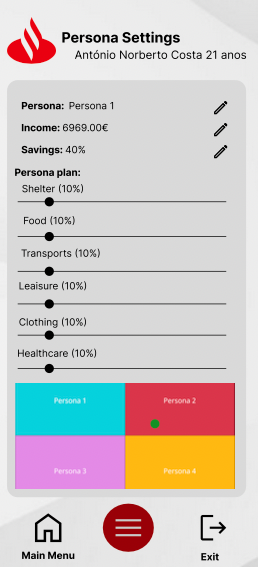 Persona Settings
António Norberto Costa 21 anos
Persona: Persona 1
Income: 6969.00€
Savings: 40%
Persona plan:
Shelter (10%)
Food (10%)
Transports (10%)
Leaisure (10%)
Clothing (10%)
Healthcare (10%)
Persona 1 Persona 2
Persona 3 Persona 4
Main Menu Exit